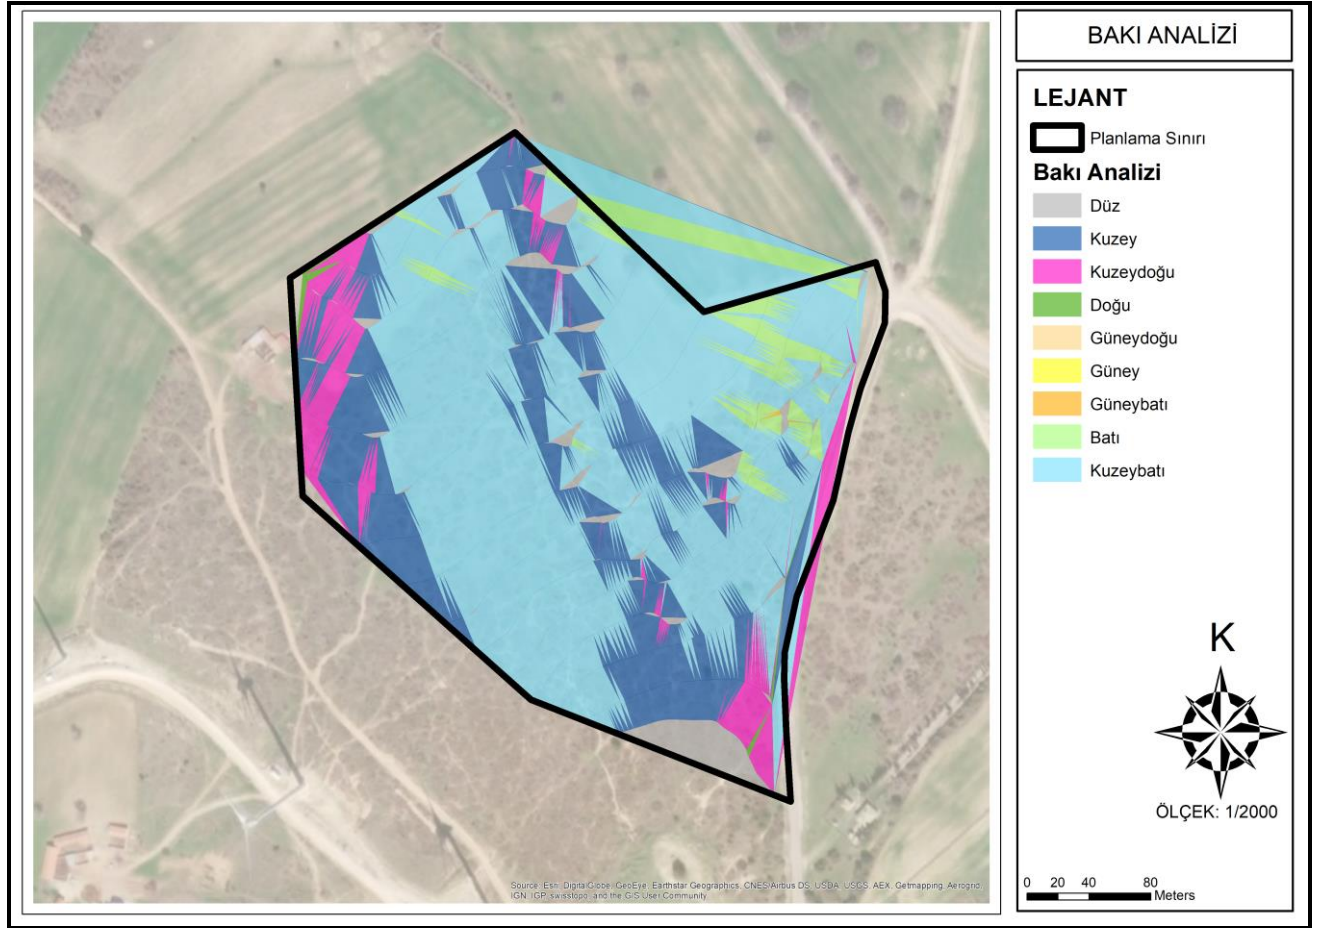 BAKI ANALİZİ
LEJANT
Planlama Sınırı
Bakı Analizi
Düz
Kuzey
Kuzeydoğu
Doğu
Güneydoğu
Güney
Güneybatı
Batı
Kuzeybatı
K
ÖLÇEK: 1/2000
0 20 40 80
Meters
Source: Esri, DigitalGlobe, GeoEye, Earthstar Geographics, CNES/Airbus DS, USDA, USGS, AEX, Getmapping, Aerogrid,
IGN, IGP, swisstopo, and the GIS User Community